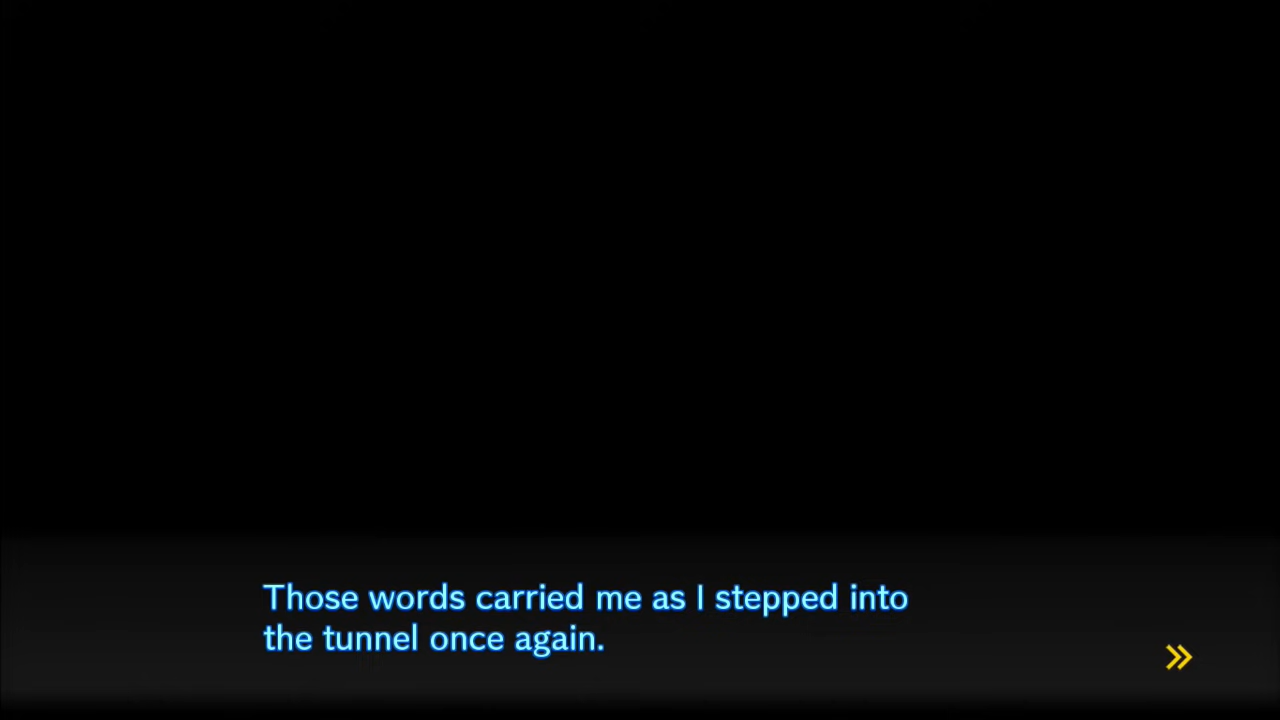 Those words carried me as I stepped into
the tunnel once again.